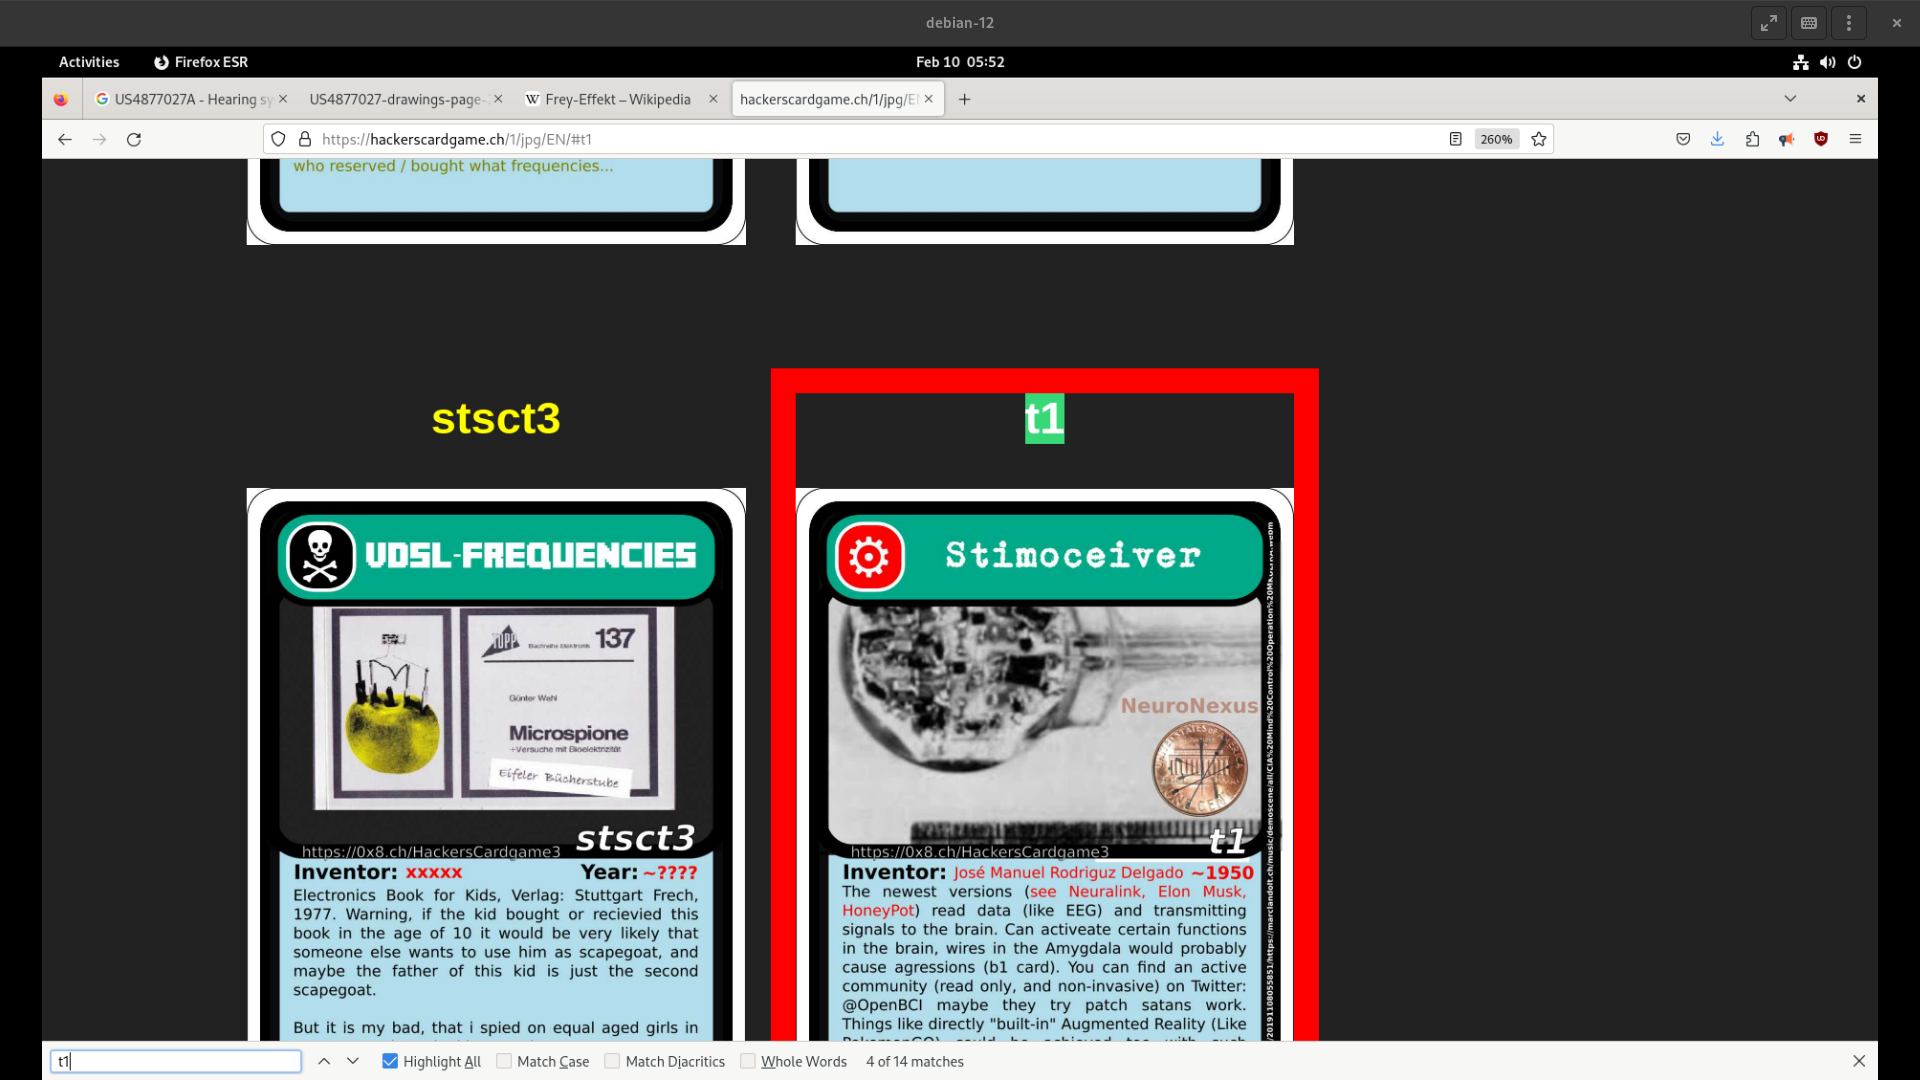 debian-12
Activities
Firefox ESR
Feb 10 05:52
US4877027A - Hearing sy
US4877027-drawings-page-
W Frey-Effekt – Wikipedia
hackerscardgame.ch/1/jpg/E
https://hackerscardgame.ch/1/jpg/EN/#t1
260%
who reserved / bought what frequencies...
stsct3
t1
VDSL-FREQUENCIES
TOPP
Buchreihe Elektronik 137
Günter Wahl
Microspione
+Versuche mit Bioelektrizität
Eifeler Bücherstube
stsct3
https://0x8.ch/HackersCardgame3
Inventor: xxxxx Year: ~????
Electronics Book for Kids, Verlag: Stuttgart Frech,
1977. Warning, if the kid bought or recievied this
book in the age of 10 it would be very likely that
someone else wants to use him as scapegoat, and
maybe the father of this kid is just the second
scapegoat.
But it is my bad, that i spied on equal aged girls in
Stimoceiver
NeuroNexus
t1
https://0x8.ch/HackersCardgame3
Inventor: José Manuel Rodriguz Delgado ~1950
The newest versions (see Neuralink, Elon Musk,
HoneyPot) read data (like EEG) and transmitting
signals to the brain. Can activeate certain functions
in the brain, wires in the Amygdala would probably
cause agressions (b1 card). You can find an active
community (read only, and non-invasive) on Twitter:
@OpenBCI maybe they try patch satans work.
Things like directly "built-in" Augmented Reality (Like
t1
Highlight All
Match Case
Match Diacritics
Whole Words
4 of 14 matches